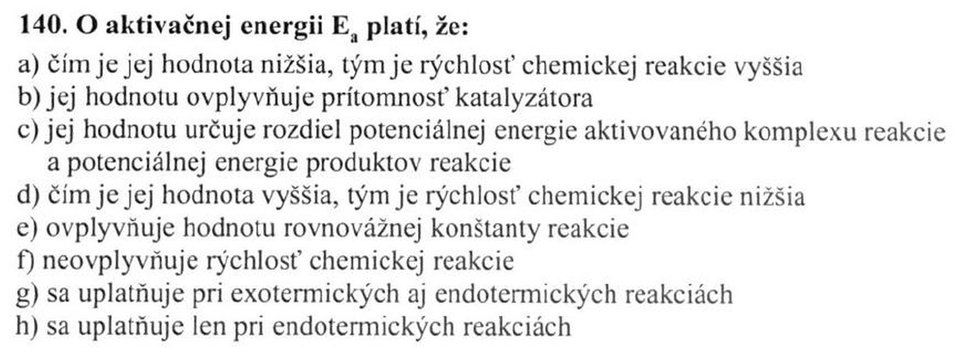 140. O aktivačnej energii Eₐ platí, že:
a) čím je jej hodnota nižšia, tým je rýchlosť chemickej reakcie vyššia
b) jej hodnotu ovplyvňuje prítomnosť katalyzátora
c) jej hodnotu určuje rozdiel potenciálnej energie aktivovaného komplexu reakcie
a potenciálnej energie produktov reakcie
d) čím je jej hodnota vyššia, tým je rýchlosť chemickej reakcie nižšia
e) ovplyvňuje hodnotu rovnovážnej konštanty reakcie
f) neovplyvňuje rýchlosť chemickej reakcie
g) sa uplatňuje pri exotermických aj endotermických reakciách
h) sa uplatňuje len pri endotermických reakciách